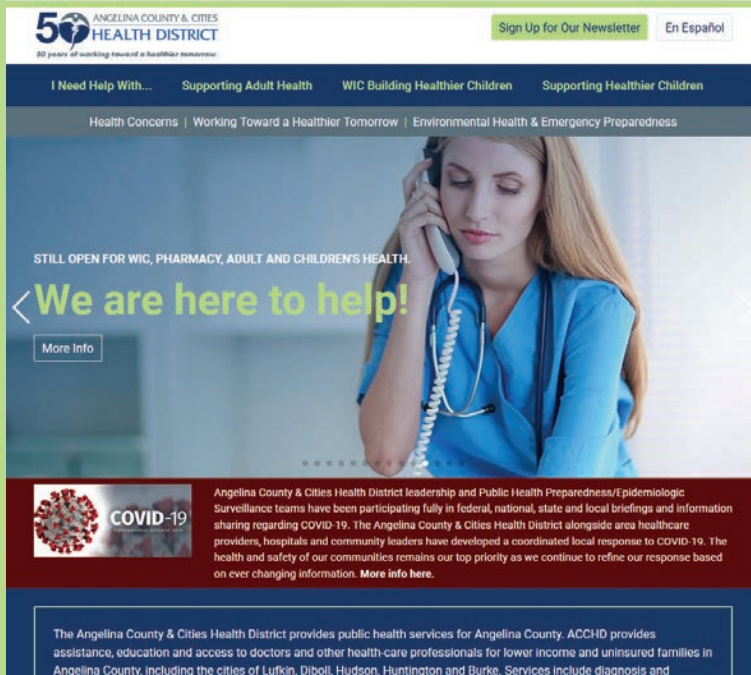 50
ANGELINA COUNTY & CITIES
HEALTH DISTRICT
50 years of working toward a healthier tomorrow
Sign Up for Our Newsletter
En Español
I Need Help With... Supporting Adult Health WIC Building Healthier Children Supporting Healthier Children
Health Concerns | Working Toward a Healthier Tomorrow | Environmental Health & Emergency Preparedness
STILL OPEN FOR WIC, PHARMACY, ADULT AND CHILDREN'S HEALTH.
We are here to help!
More Info
COVID-19
Angelina County & Cities Health District leadership and Public Health Preparedness/Epidemiologic
Surveillance teams have been participating fully in federal, national, state and local briefings and information
sharing regarding COVID-19. The Angelina County & Cities Health District alongside area healthcare
providers, hospitals and community leaders have developed a coordinated local response to COVID-19. The
health and safety of our communities remains our top priority as we continue to refine our response based
on ever changing information. More info here.
The Angelina County & Cities Health District provides public health services for Angelina County. ACCHD provides
assistance, education and access to doctors and other health-care professionals for lower income and uninsured families in
Angelina County, including the cities of Lufkin, Diboll, Hudson, Huntington and Burke. Services include diagnosis and